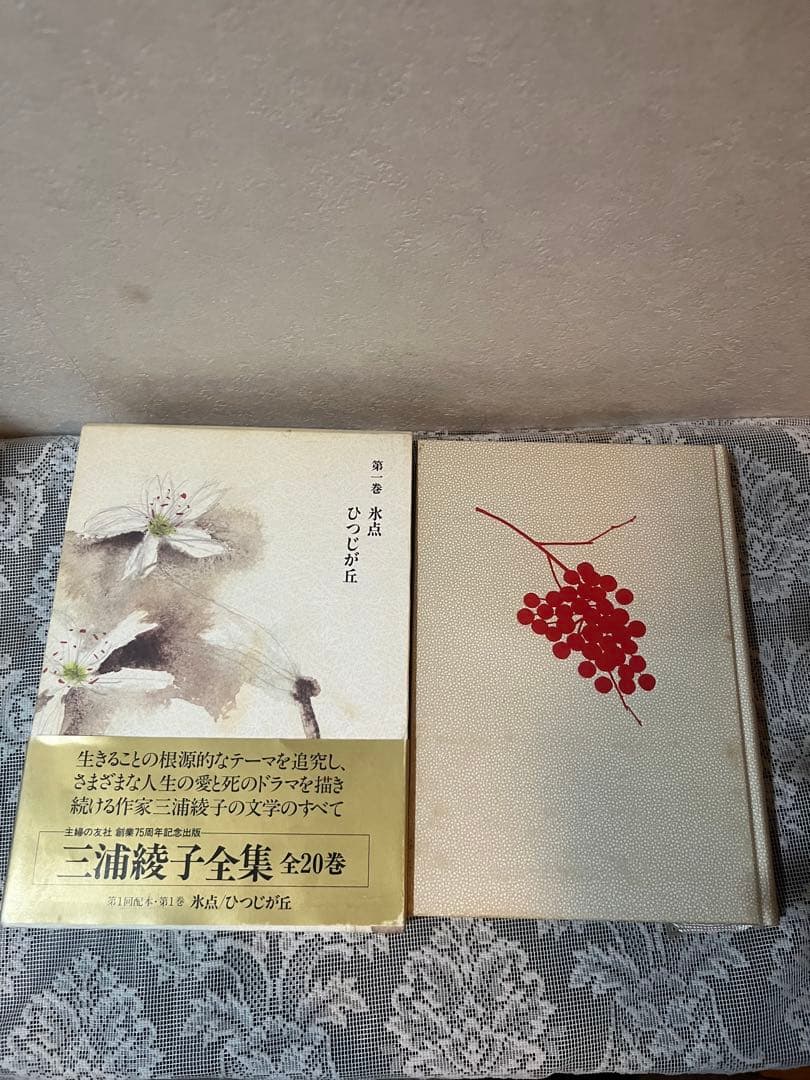 第一巻 氷点
ひつじが丘
生きることの根源的なテーマを追究し、
さまざまな人生の愛と死のドラマを描き
続ける作家三浦綾子の文学のすべて
主婦の友社 創業75周年記念出版
三浦綾子全集 全20巻
第1回配本・第1巻 氷点/ひつじが丘